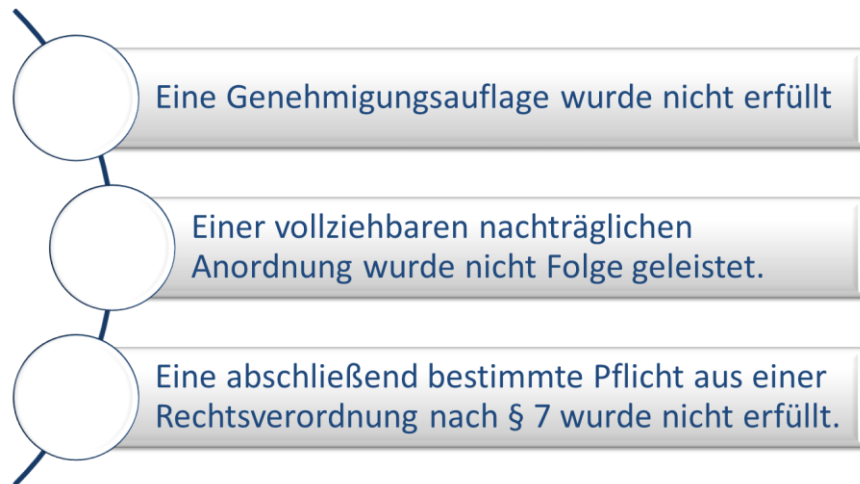 Eine Genehmigungsauflage wurde nicht erfüllt
Einer vollziehbaren nachträglichen
Anordnung wurde nicht Folge geleistet.
Eine abschließend bestimmte Pflicht aus einer
Rechtsverordnung nach § 7 wurde nicht erfüllt.